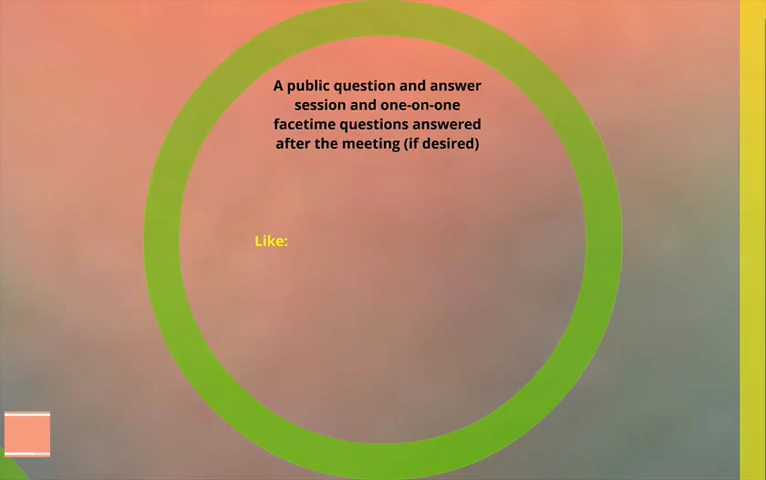 A public question and answer
session and one-on-one
facetime questions answered
after the meeting (if desired)
Like: